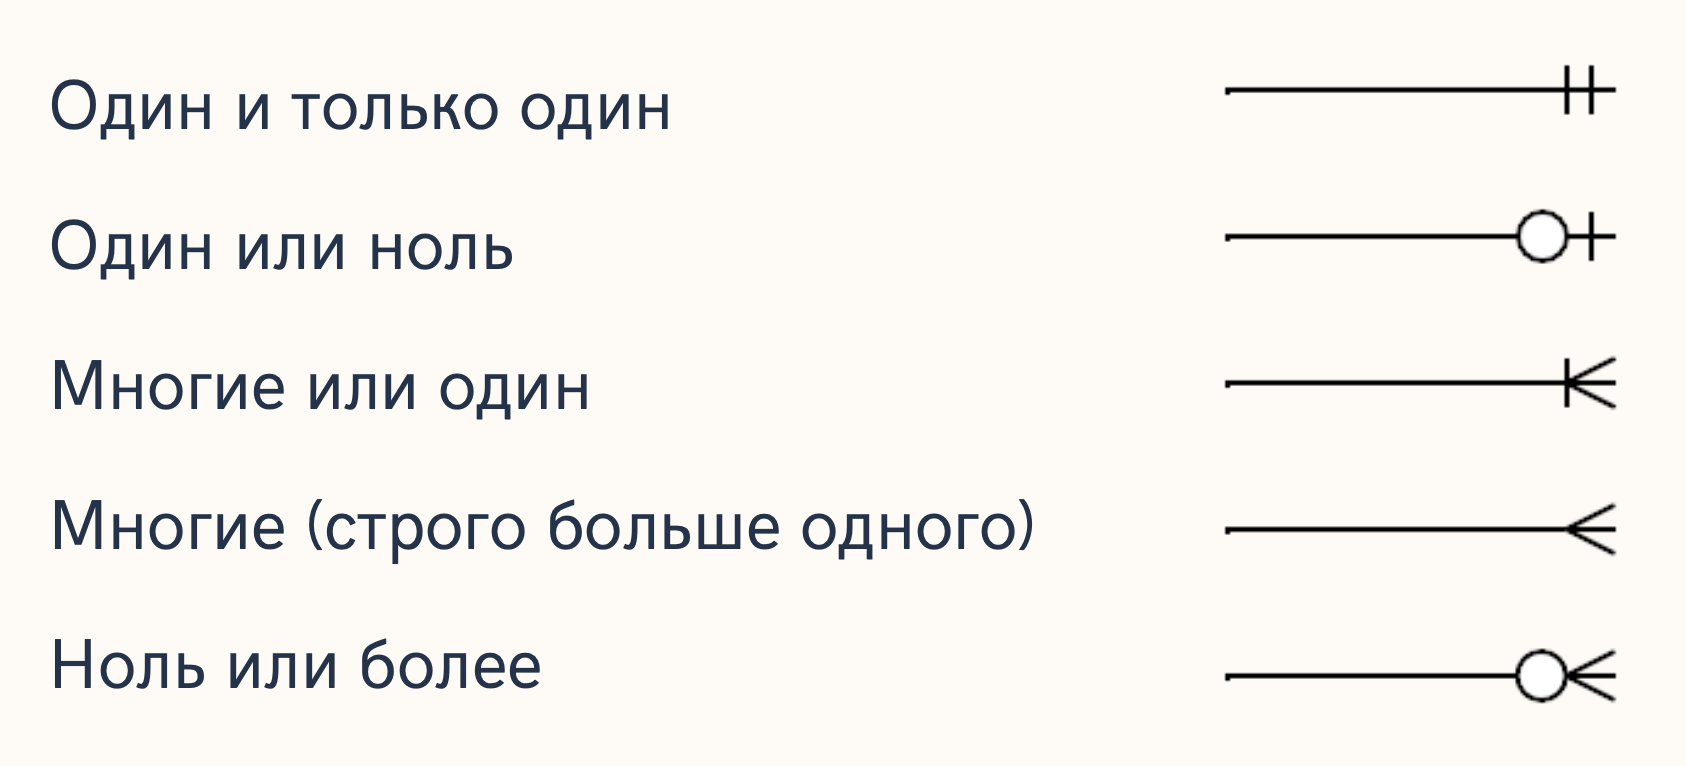 Один и только один
Один или ноль
Многие или один
Многие (строго больше одного)
Ноль или более